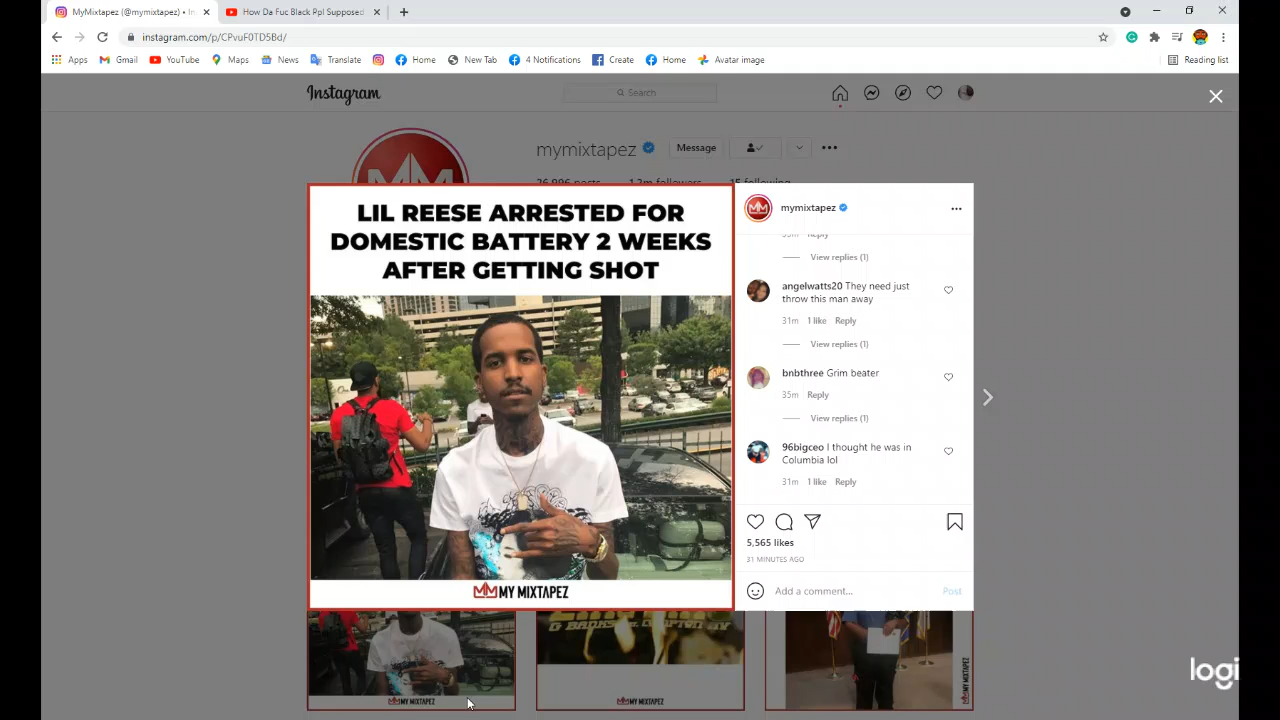 MyMixtapez (@mymixtapez) • In
How Da Fuc Black Ppl Supposed
instagram.com/p/CPvuF0TD5Bd/
Apps
Gmail
YouTube
Maps
News
Translate
Home
New Tab
4 Notifications
Create
Home
Avatar image
Reading list
Instagram
Search
mymixtapez
Message
LIL REESE ARRESTED FOR
DOMESTIC BATTERY 2 WEEKS
AFTER GETTING SHOT
MY MIXTAPEZ
mymixtapez
View replies (1)
angelwatts20 They need just
throw this man away
31m 1 like Reply
View replies (1)
bnbthree Grim beater
35m Reply
View replies (1)
96bigceo I thought he was in
Columbia lol
31m 1 like Reply
5,565 likes
31 MINUTES AGO
Add a comment...
Post
MY MIXTAPEZ
MY MIXTAPEZ
MY MIXTAPEZ
logi